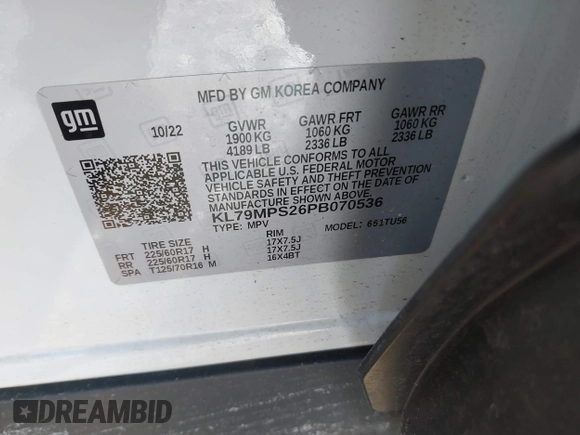 gm
MFD BY GM KOREA COMPANY
10/22 GVWR GAWR FRT GAWR RR
1900 KG 1060 KG 1060 KG
4189 LB 2336 LB 2336 LB
THIS VEHICLE CONFORMS TO ALL
APPLICABLE U.S. FEDERAL MOTOR
VEHICLE SAFETY AND THEFT PREVENTION
STANDARDS IN EFFECT ON THE DATE OF
MANUFACTURE SHOWN ABOVE.
KL79MPS26PB070536
TYPE: MPV MODEL: 6S1TU56
TIRE SIZE RIM
FRT 225/60R17 H 17X7.5J
RR 225/60R17 H 17X7.5J
SPA T125/70R16 M 16X4BT
DREAMBID